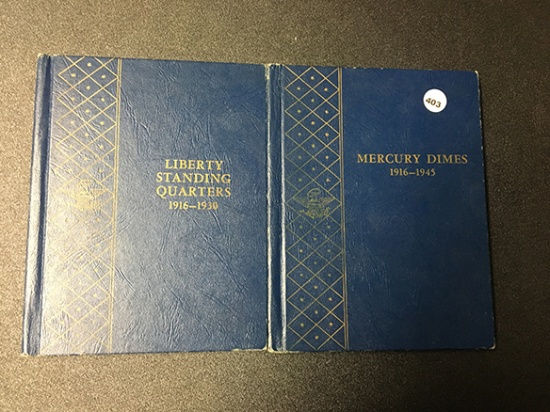 LIBERTY
STANDING
QUARTERS
1916–1930
403
MERCURY DIMES
1916–1945